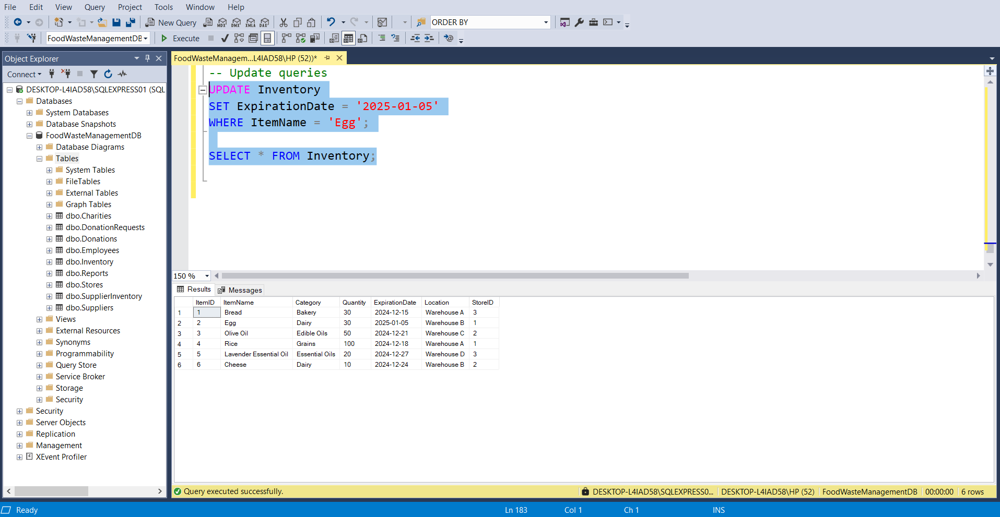 File Edit View Query Project Tools Window Help
New Query MDX DMX XMLA DAX ORDER BY
FoodWasteManagementDB Execute
Object Explorer
Connect
DESKTOP-L4IAD58\SQLEXPRESS01 (SQL
Databases
System Databases
Database Snapshots
FoodWasteManagementDB
Database Diagrams
Tables
System Tables
FileTables
External Tables
Graph Tables
dbo.Charities
dbo.DonationRequests
dbo.Donations
dbo.Employees
dbo.Inventory
dbo.Reports
dbo.Stores
dbo.SupplierInventory
dbo.Suppliers
Views
External Resources
Synonyms
Programmability
Query Store
Service Broker
Storage
Security
Security
Server Objects
Replication
Management
XEvent Profiler
FoodWasteManagem...L4IAD58\HP (52))*
-- Update queries
UPDATE Inventory
SET ExpirationDate = '2025-01-05'
WHERE ItemName = 'Egg';
SELECT * FROM Inventory;
150 %
Results Messages
ItemID ItemName Category Quantity ExpirationDate Location StoreID
1 1 Bread Bakery 30 2024-12-15 Warehouse A 3
2 2 Egg Dairy 30 2025-01-05 Warehouse B 1
3 3 Olive Oil Edible Oils 50 2024-12-21 Warehouse C 2
4 4 Rice Grains 100 2024-12-18 Warehouse A 1
5 5 Lavender Essential Oil Essential Oils 20 2024-12-27 Warehouse D 3
6 6 Cheese Dairy 10 2024-12-24 Warehouse B 2
Query executed successfully. DESKTOP-L4IAD58\SQLEXPRESS0... DESKTOP-L4IAD58\HP (52) FoodWasteManagementDB 00:00:00 6 rows
Ready Ln 183 Col 1 Ch 1 INS